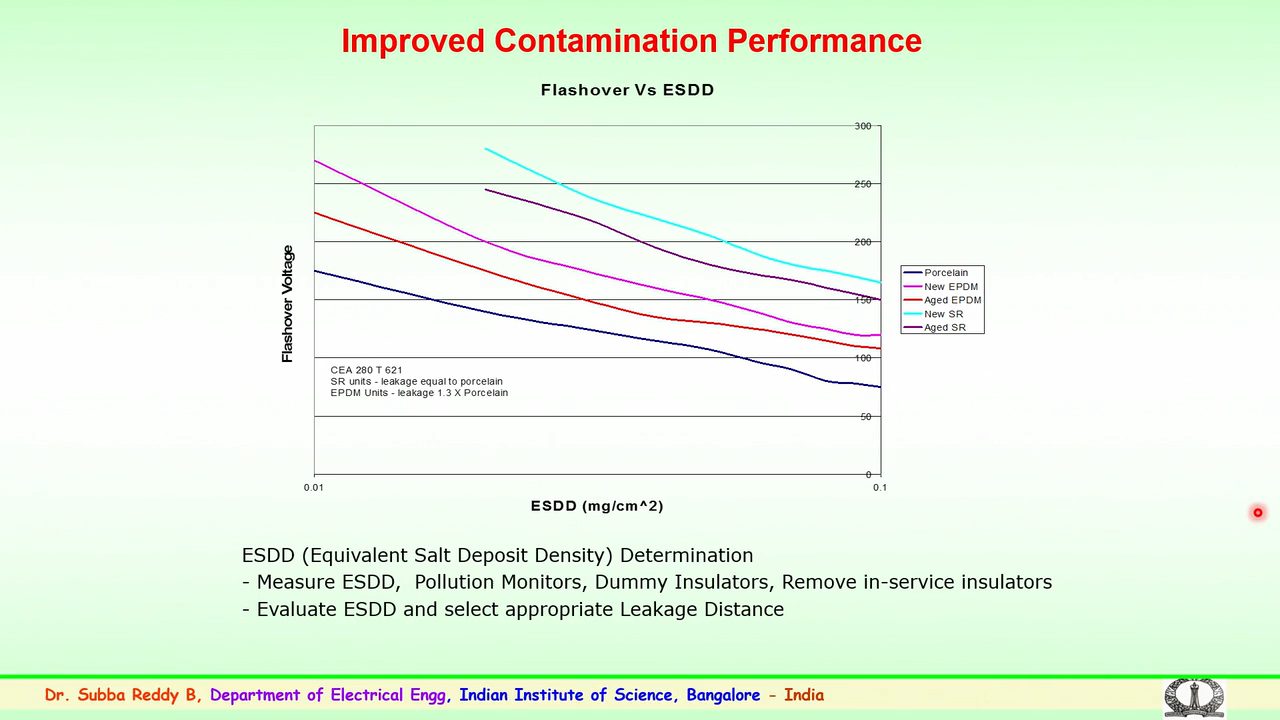 Improved Contamination Performance
Flashover Vs ESDD
300
250
200
150
100
50
0
Flashover Voltage
Porcelain
New EPDM
Aged EPDM
New SR
Aged SR
CEA 280 T 621
SR units - leakage equal to porcelain
EPDM Units - leakage 1.3 X Porcelain
0.01
0.1
ESDD (mg/cm^2)
ESDD (Equivalent Salt Deposit Density) Determination
- Measure ESDD, Pollution Monitors, Dummy Insulators, Remove in-service insulators
- Evaluate ESDD and select appropriate Leakage Distance
Dr. Subba Reddy B, Department of Electrical Engg, Indian Institute of Science, Bangalore - India